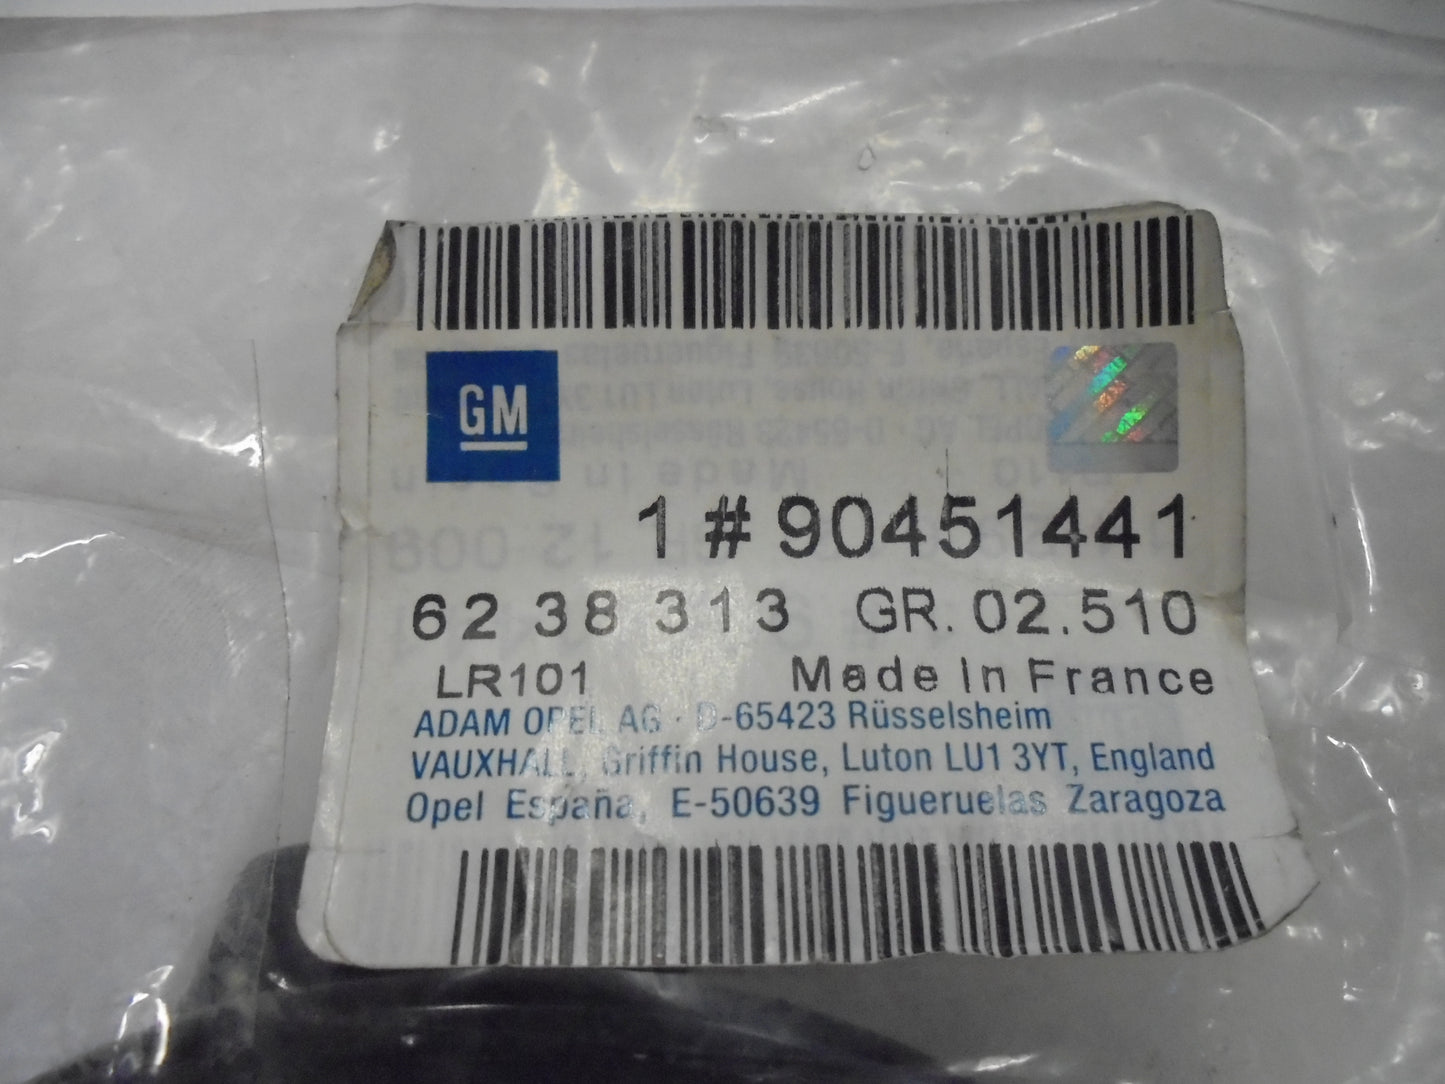 GM
1 # 90451441
62 38 313 GR. 02.510
LR101 Made In France
ADAM OPEL AG · D-65423 Rüsselsheim
VAUXHALL, Griffin House, Luton LU1 3YT, England
Opel España, E-50639 Figueruelas Zaragoza